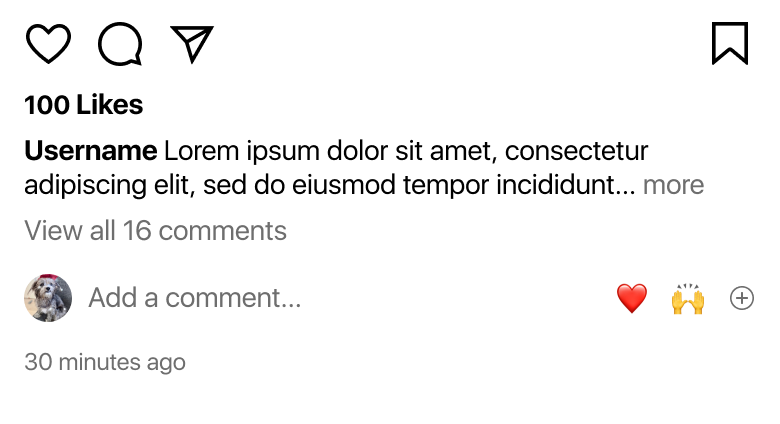 100 Likes
Username Lorem ipsum dolor sit amet, consectetur
adipiscing elit, sed do eiusmod tempor incididunt... more
View all 16 comments
Add a comment...
30 minutes ago